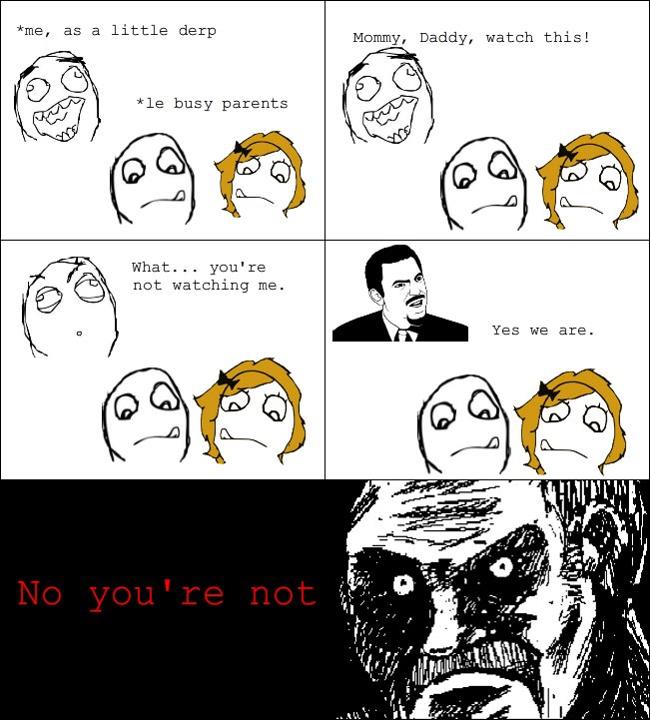 *me, as a little derp
*le busy parents
Mommy, Daddy, watch this!
What... you're
not watching me.
Yes we are.
No you're not